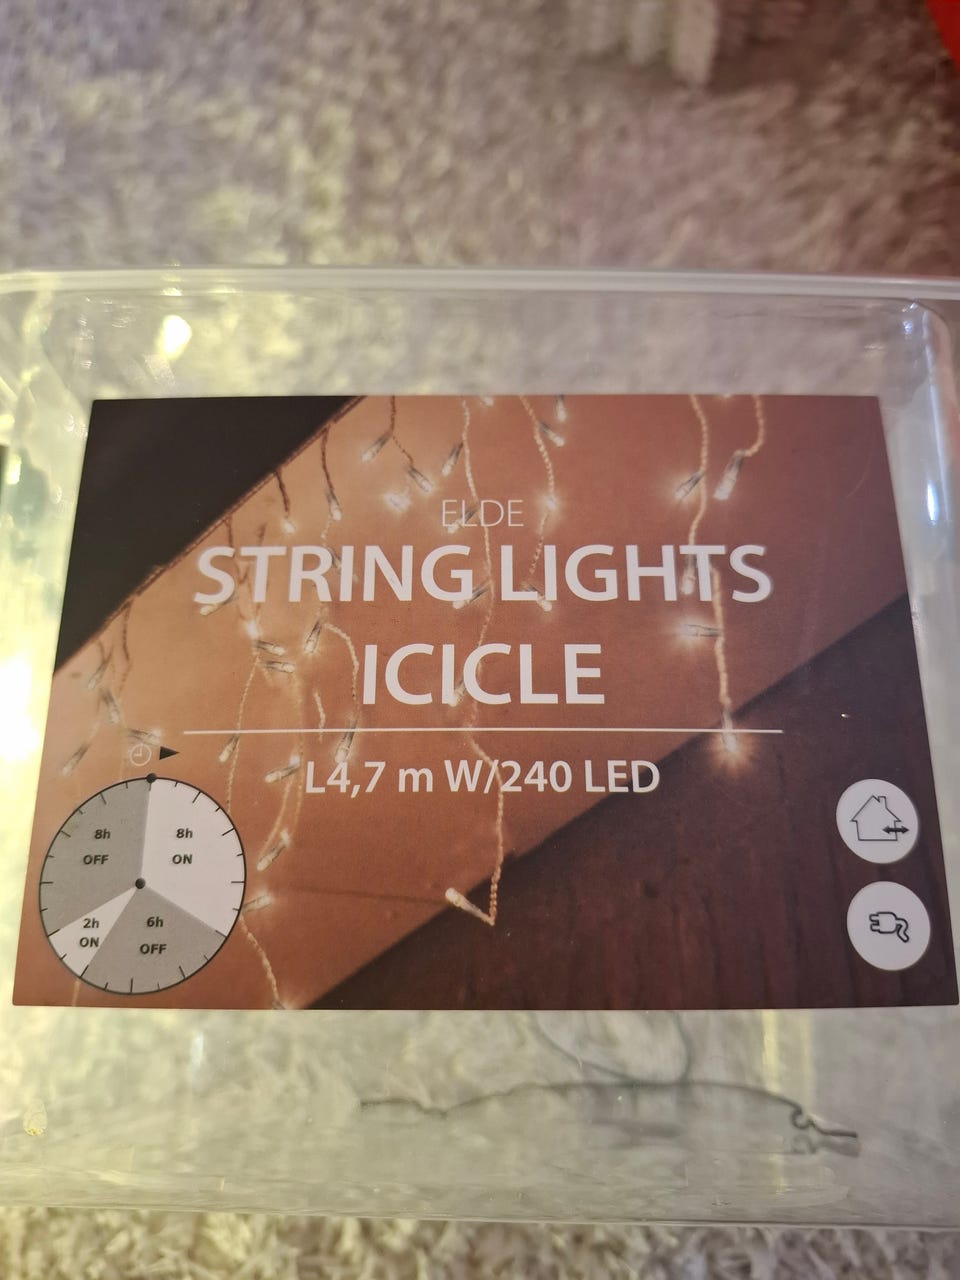 ELDE
STRING LIGHTS
ICICLE
L4,7 m W/240 LED
8h
OFF
8h
ON
2h
ON
6h
OFF